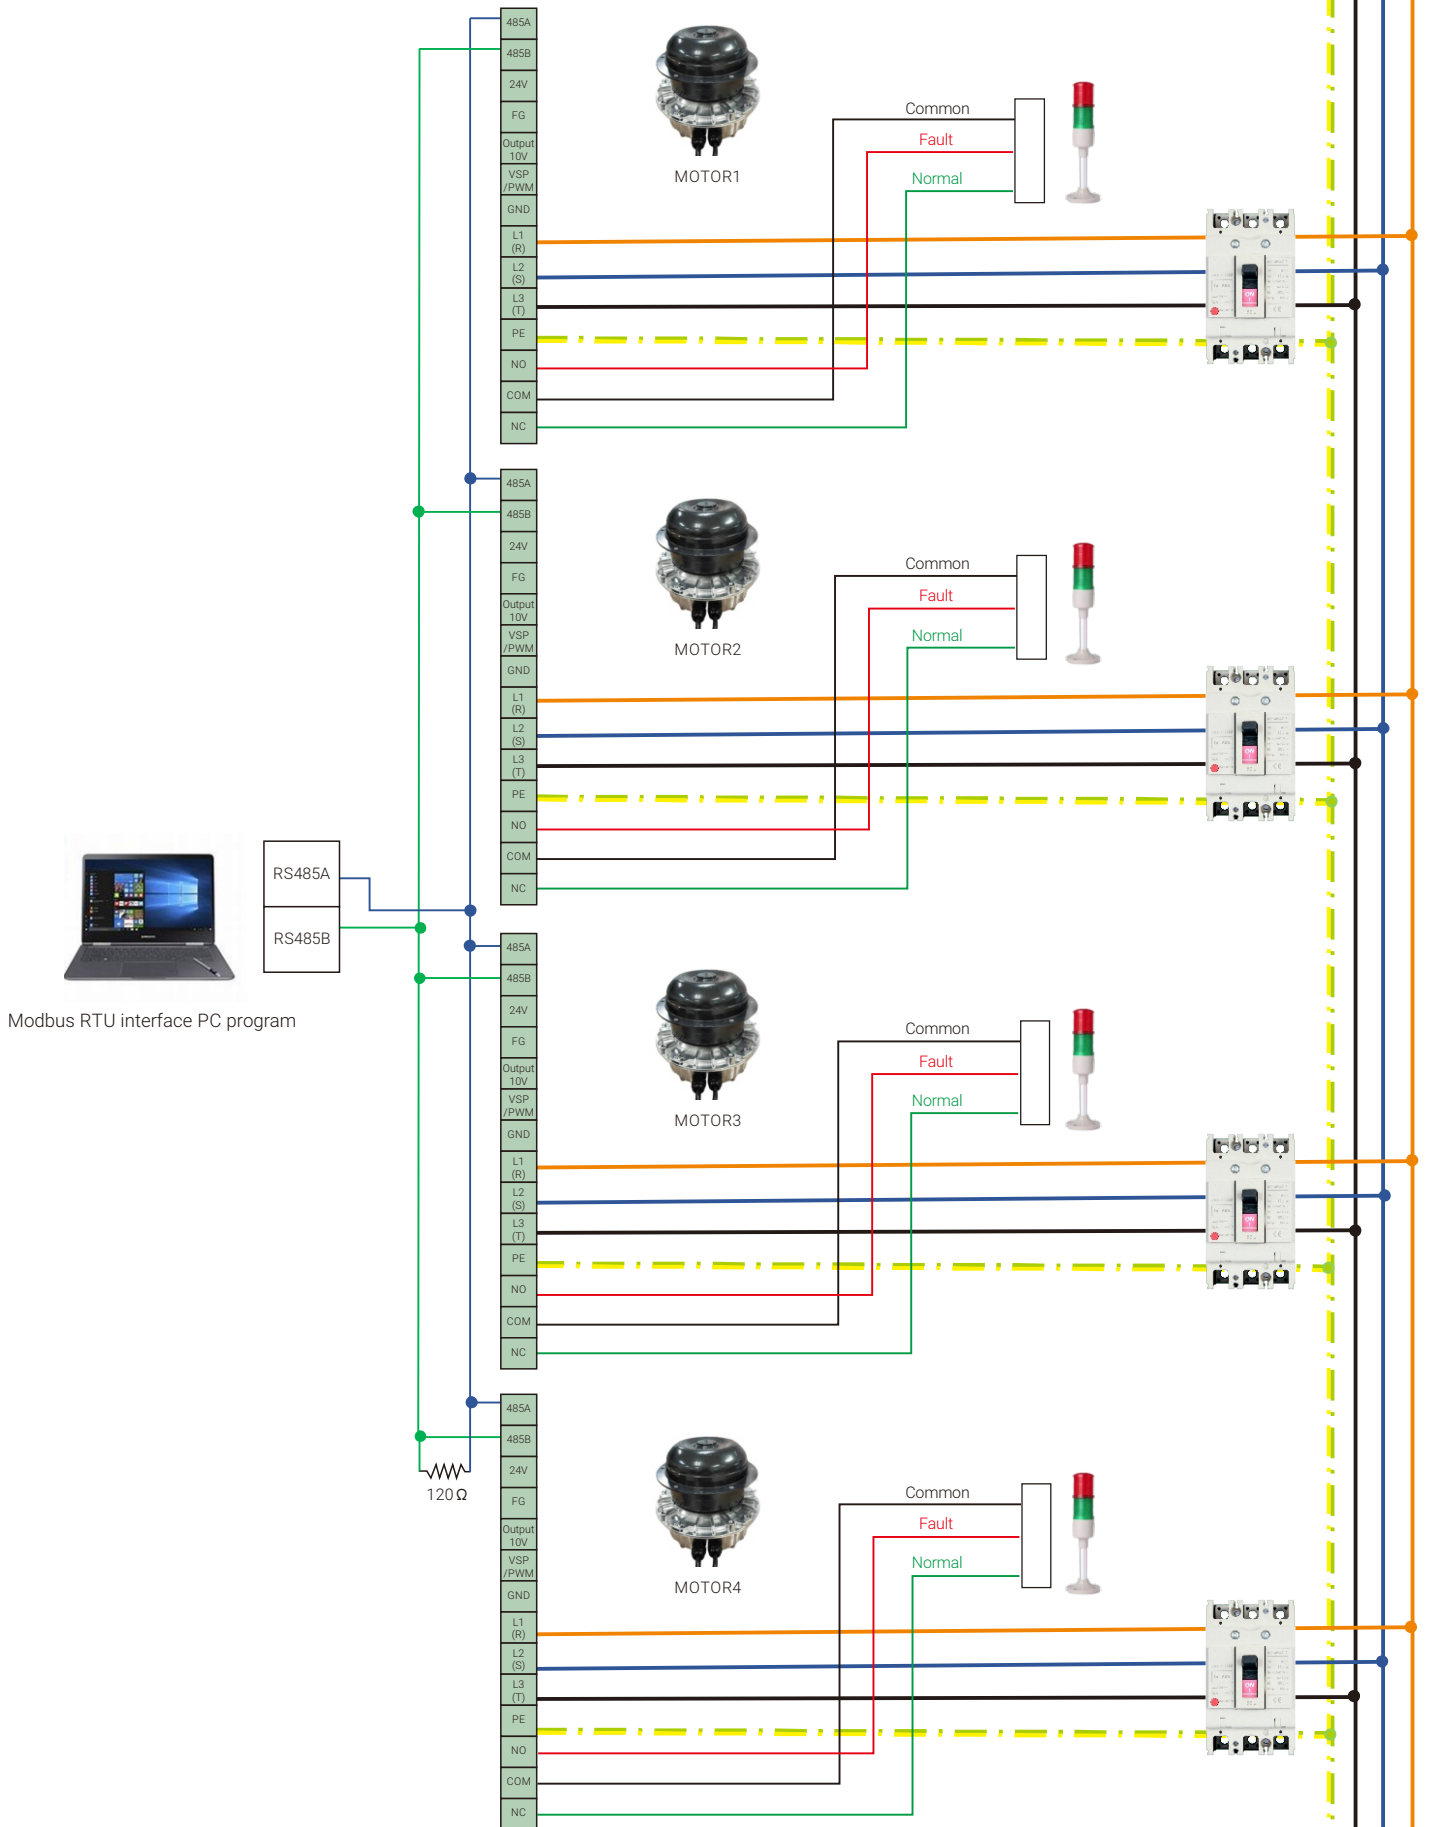 485A
485B
24V
FG
Output
10V
VSP
/PWM
GND
L1
(R)
L2
(S)
L3
(T)
PE
NO
COM
NC
MOTOR1
Common
Fault
Normal
ON
485A
485B
24V
FG
Output
10V
VSP
/PWM
GND
L1
(R)
L2
(S)
L3
(T)
PE
NO
COM
NC
MOTOR2
Common
Fault
Normal
ON
RS485A
RS485B
Modbus RTU interface PC program
485A
485B
24V
FG
Output
10V
VSP
/PWM
GND
L1
(R)
L2
(S)
L3
(T)
PE
NO
COM
NC
MOTOR3
Common
Fault
Normal
ON
485A
485B
24V
FG
Output
10V
VSP
/PWM
GND
L1
(R)
L2
(S)
L3
(T)
PE
NO
COM
NC
120Ω
MOTOR4
Common
Fault
Normal
ON